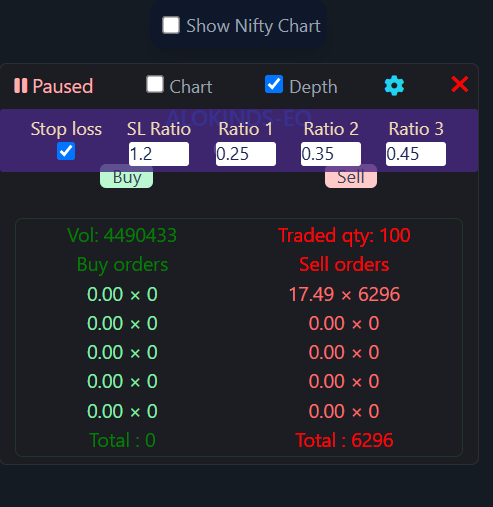 Show Nifty Chart
Paused Chart Depth
ALOKINDS-EQ
Stop loss SL Ratio Ratio 1 Ratio 2 Ratio 3
1.2 0.25 0.35 0.45
Buy Sell
Vol: 4490433 Traded qty: 100
Buy orders Sell orders
0.00 × 0 17.49 × 6296
0.00 × 0 0.00 × 0
0.00 × 0 0.00 × 0
0.00 × 0 0.00 × 0
0.00 × 0 0.00 × 0
Total : 0 Total : 6296